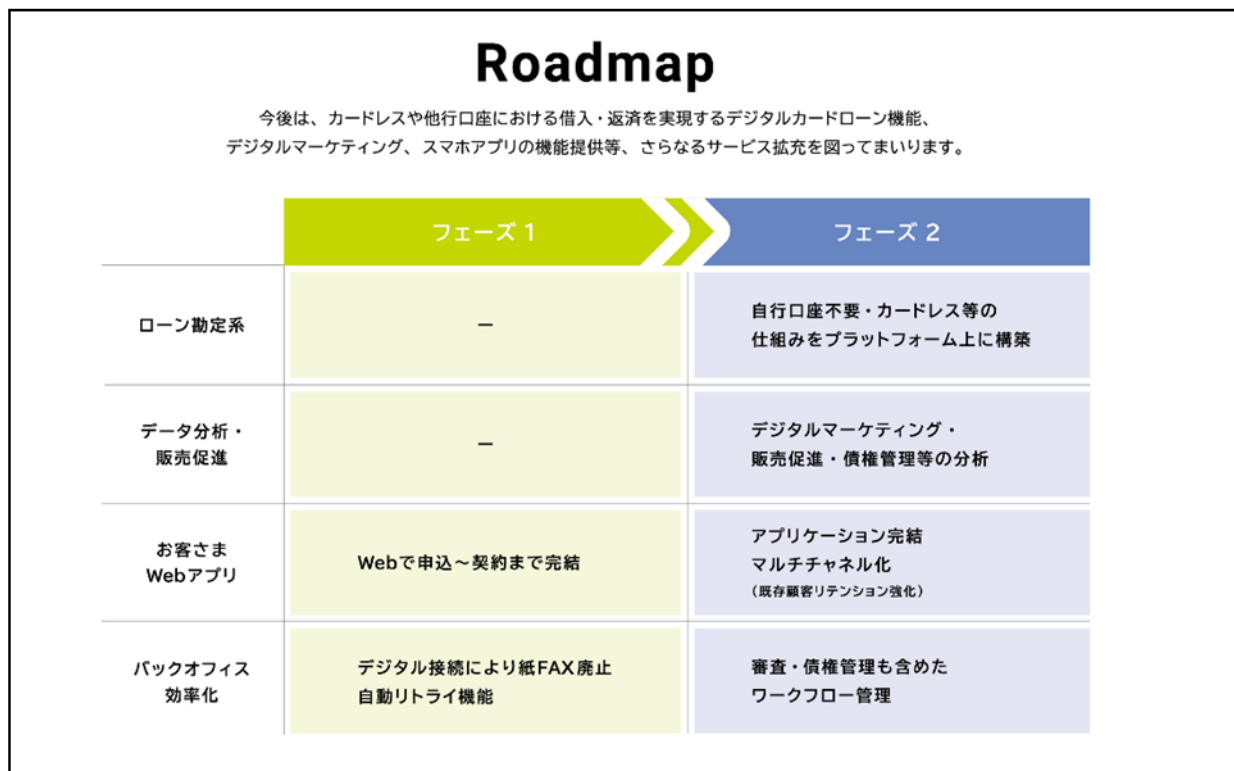 Roadmap
今後は、カードレスや他行口座における借入・返済を実現するデジタルカードローン機能、
デジタルマーケティング、スマホアプリの機能提供等、さらなるサービス拡充を図ってまいります。
フェーズ 1
フェーズ 2
ローン勘定系
–
自行口座不要・カードレス等の
仕組みをプラットフォーム上に構築
データ分析・
販売促進
–
デジタルマーケティング・
販売促進・債権管理等の分析
お客さま
Webアプリ
Webで申込～契約まで完結
アプリケーション完結
マルチチャネル化
（既存顧客リテンション強化）
バックオフィス
効率化
デジタル接続により紙FAX廃止
自動リトライ機能
審査・債権管理も含めた
ワークフロー管理